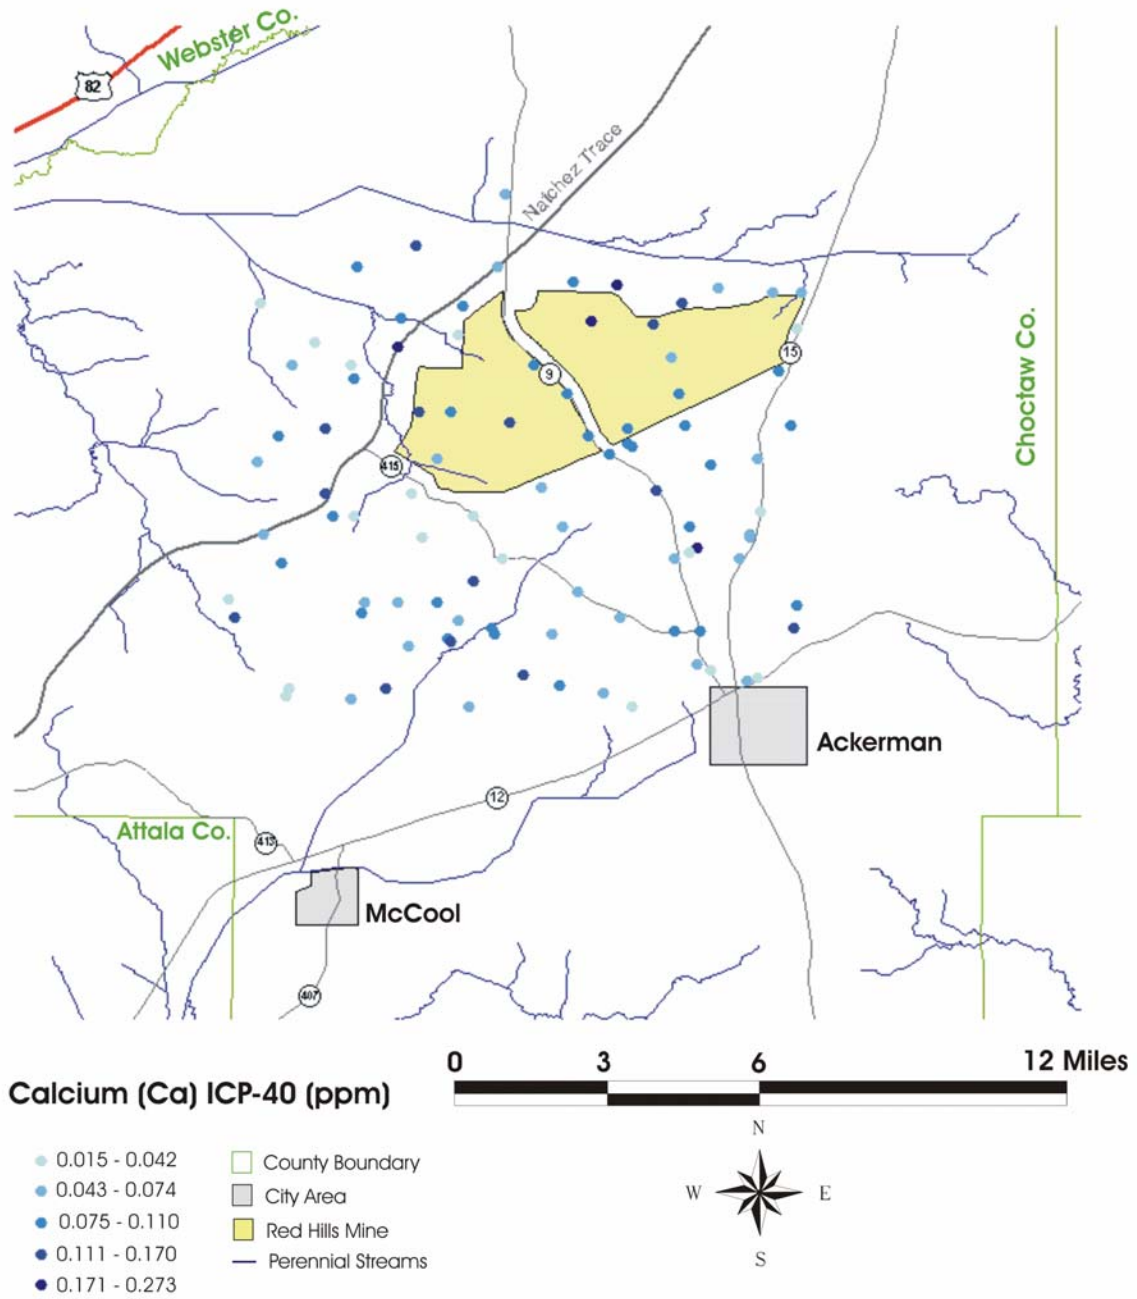 Webster Co.
82
Natchez Trace
Choctaw Co.
15
9
415
Ackerman
12
Attala Co.
413
McCool
407
0 3 6 12 Miles
Calcium (Ca) ICP-40 (ppm)
0.015 - 0.042
0.043 - 0.074
0.075 - 0.110
0.111 - 0.170
0.171 - 0.273
County Boundary
City Area
Red Hills Mine
Perennial Streams
N
W E
S